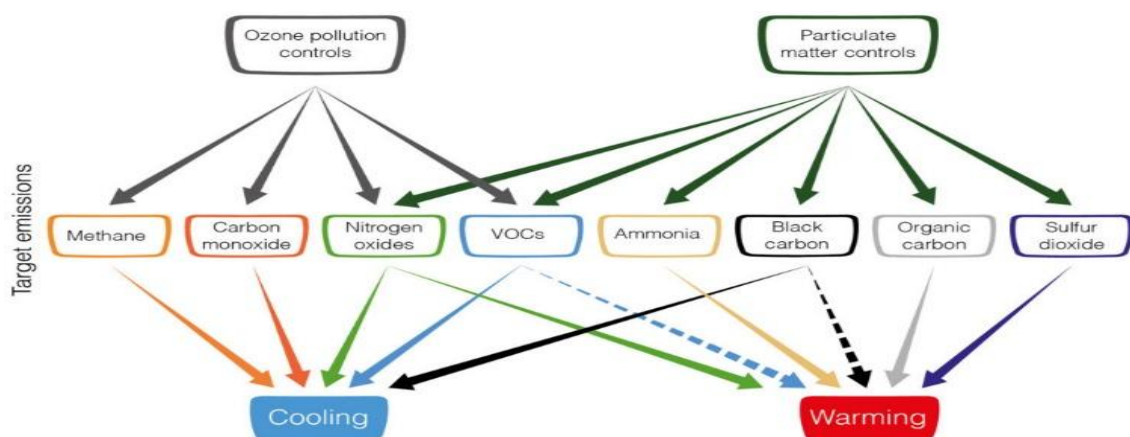 Ozone pollution
controls
Particulate
matter controls
Target emissions
Methane
Carbon
monoxide
Nitrogen
oxides
VOCs
Ammonia
Black
carbon
Organic
carbon
Sulfur
dioxide
Cooling
Warming